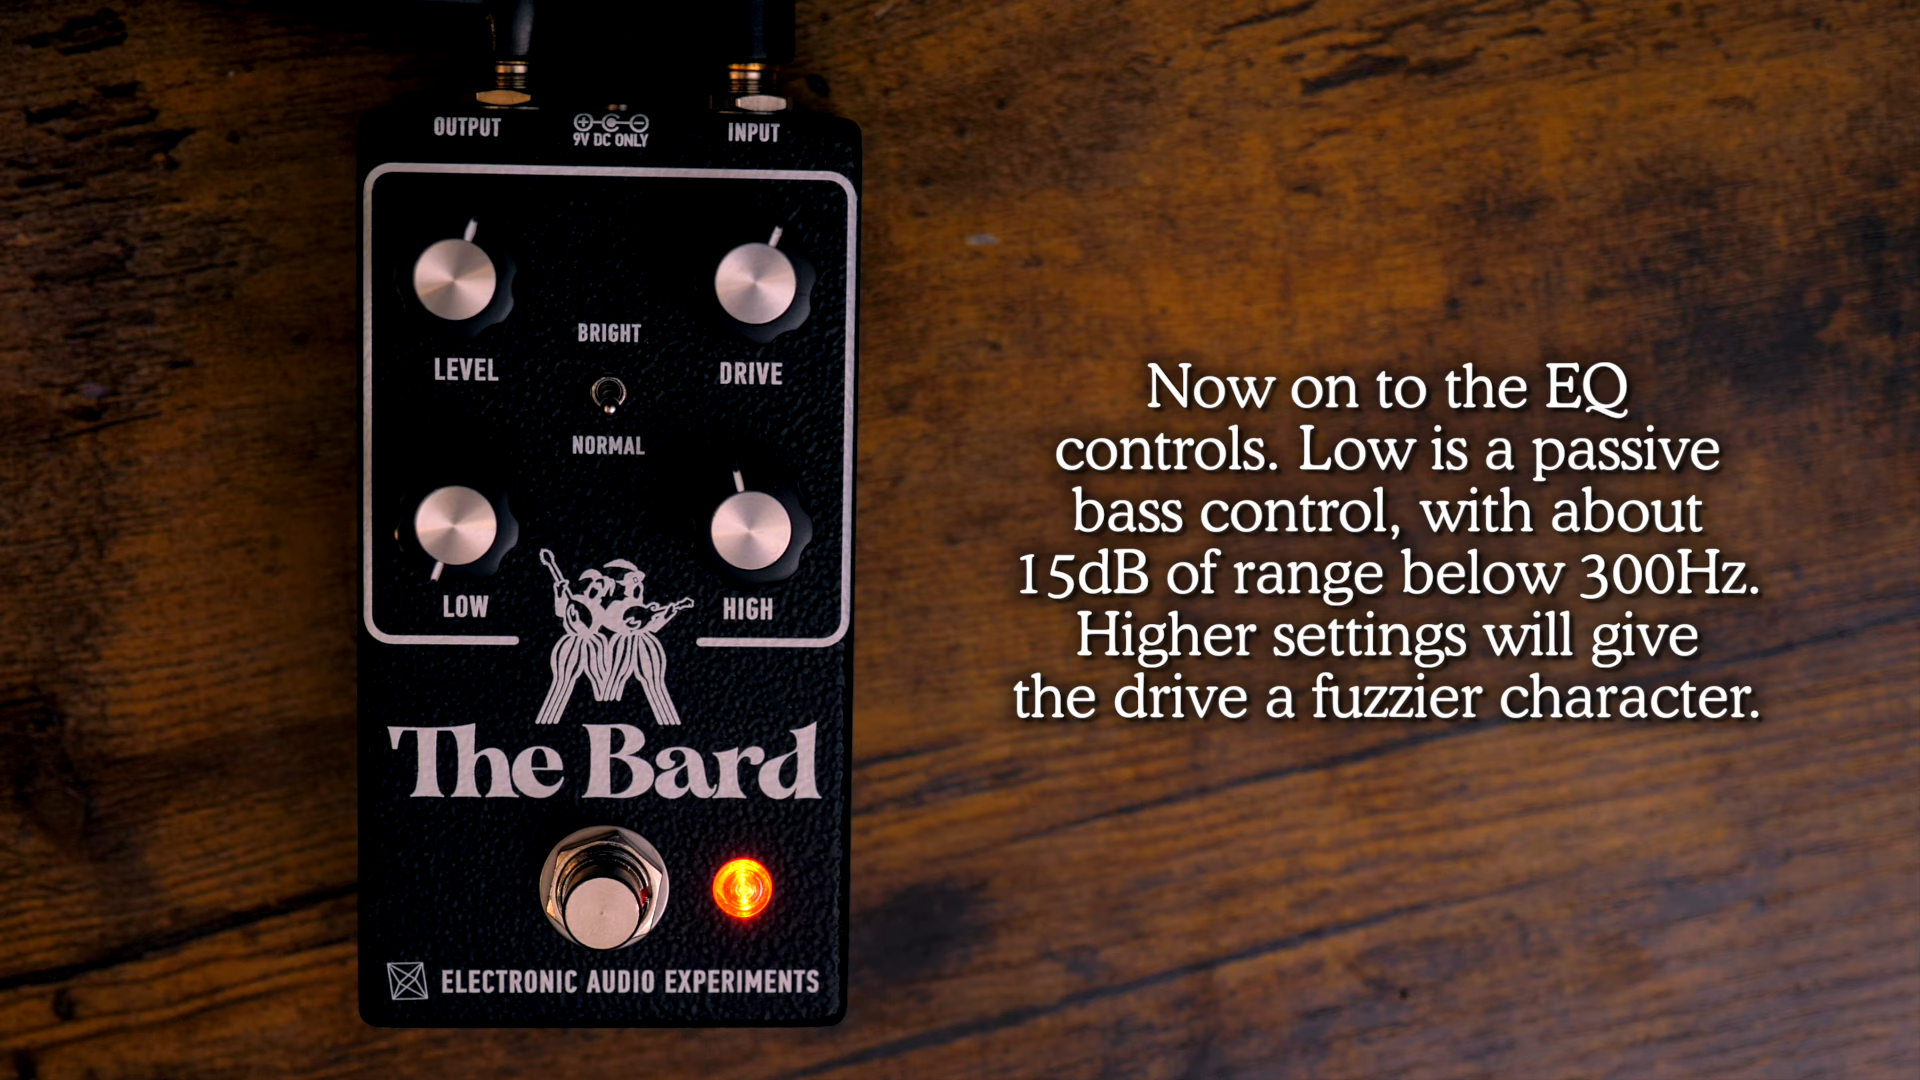 OUTPUT
9V DC ONLY
INPUT
LEVEL
BRIGHT
NORMAL
DRIVE
LOW
HIGH
The Bard
ELECTRONIC AUDIO EXPERIMENTS
Now on to the EQ
controls. Low is a passive
bass control, with about
15dB of range below 300Hz.
Higher settings will give
the drive a fuzzier character.